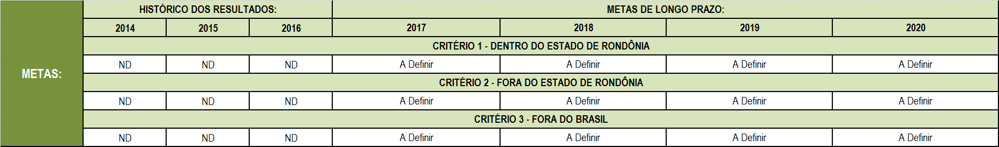 HISTÓRICO DOS RESULTADOS: METAS DE LONGO PRAZO:
2014 2015 2016 2017 2018 2019 2020
CRITÉRIO 1 - DENTRO DO ESTADO DE RONDÔNIA
ND ND ND A Definir A Definir A Definir A Definir
METAS:
CRITÉRIO 2 - FORA DO ESTADO DE RONDÔNIA
ND ND ND A Definir A Definir A Definir A Definir
CRITÉRIO 3 - FORA DO BRASIL
ND ND ND A Definir A Definir A Definir A Definir